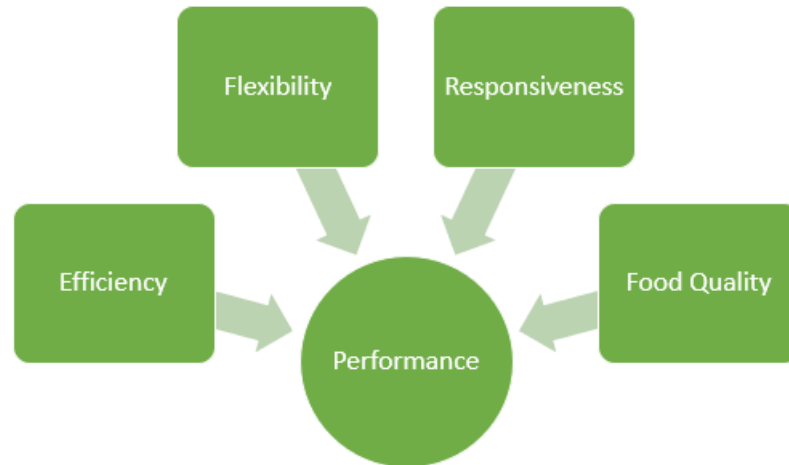 Flexibility
Responsiveness
Efficiency
Food Quality
Performance